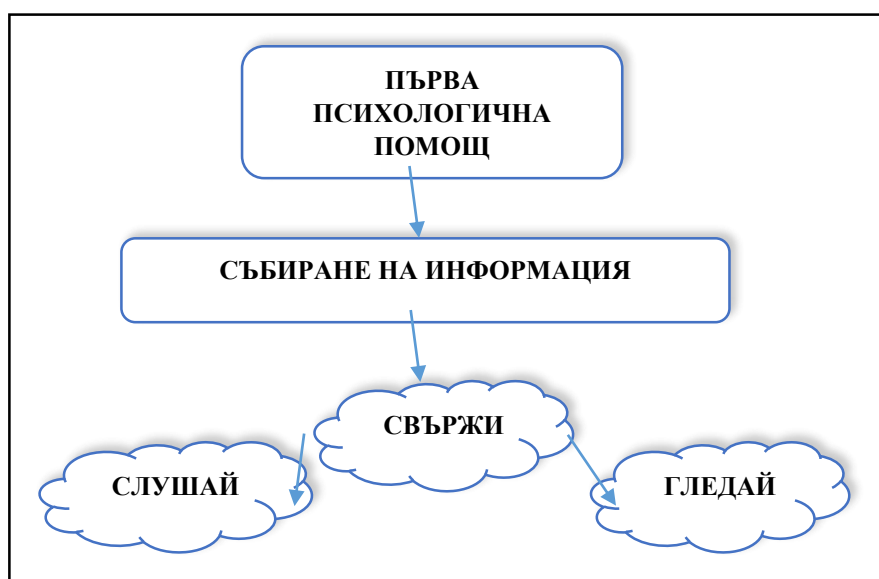 ПЪРВА
ПСИХОЛОГИЧНА
ПОМОЩ
СЪБИРАНЕ НА ИНФОРМАЦИЯ
СВЪРЖИ
СЛУШАЙ
ГЛЕДАЙ